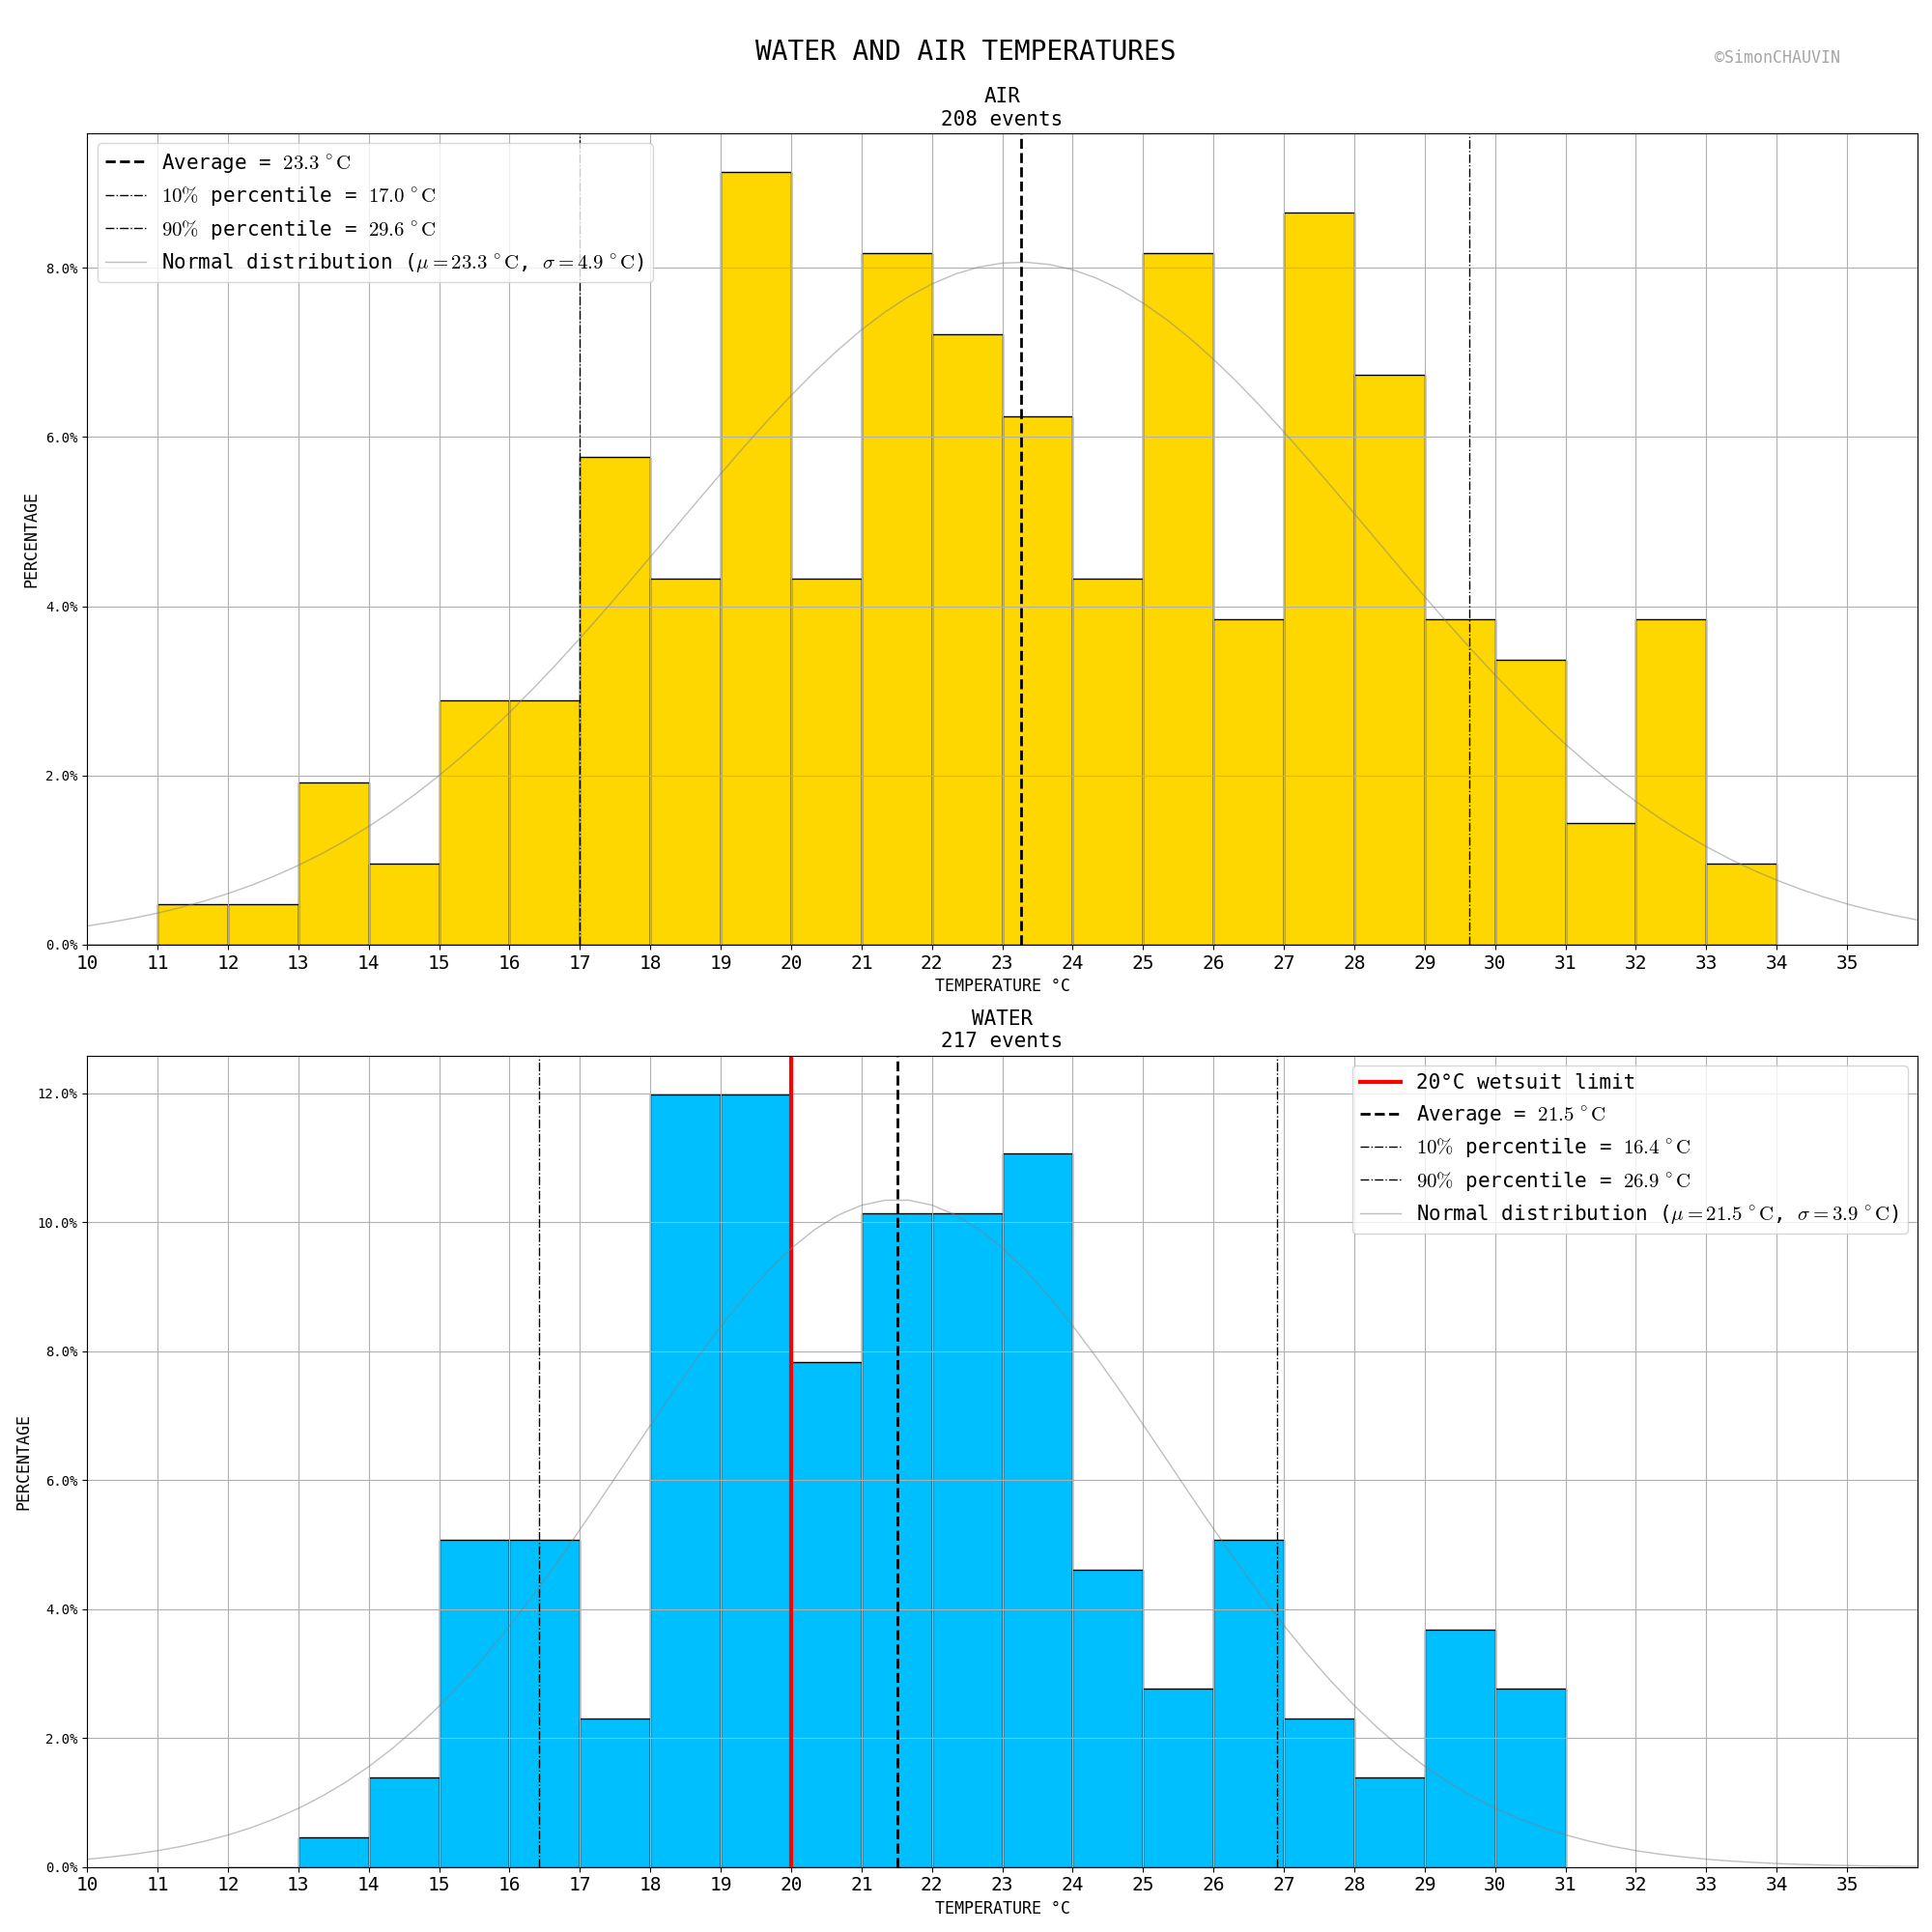 WATER AND AIR TEMPERATURES
©SimonCHAUVIN
AIR
208 events
Average = 23.3 °C
10% percentile = 17.0 °C
90% percentile = 29.6 °C
Normal distribution (μ = 23.3 °C, σ = 4.9 °C)
8.0%
6.0%
4.0%
2.0%
0.0%
PERCENTAGE
10 11 12 13 14 15 16 17 18 19 20 21 22 23 24 25 26 27 28 29 30 31 32 33 34 35
TEMPERATURE °C
WATER
217 events
20°C wetsuit limit
Average = 21.5 °C
10% percentile = 16.4 °C
90% percentile = 26.9 °C
Normal distribution (μ = 21.5 °C, σ = 3.9 °C)
12.0%
10.0%
8.0%
6.0%
4.0%
2.0%
0.0%
PERCENTAGE
10 11 12 13 14 15 16 17 18 19 20 21 22 23 24 25 26 27 28 29 30 31 32 33 34 35
TEMPERATURE °C